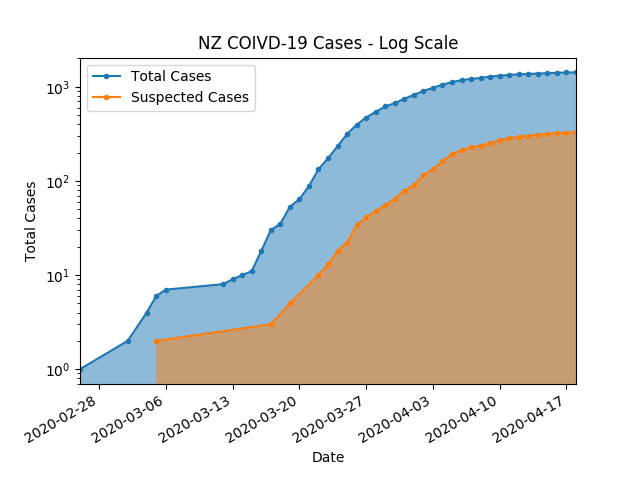 NZ COIVD-19 Cases - Log Scale
Total Cases
Suspected Cases
Total Cases
10³
10²
10¹
10⁰
2020-02-28
2020-03-06
2020-03-13
2020-03-20
2020-03-27
2020-04-03
2020-04-10
2020-04-17
Date